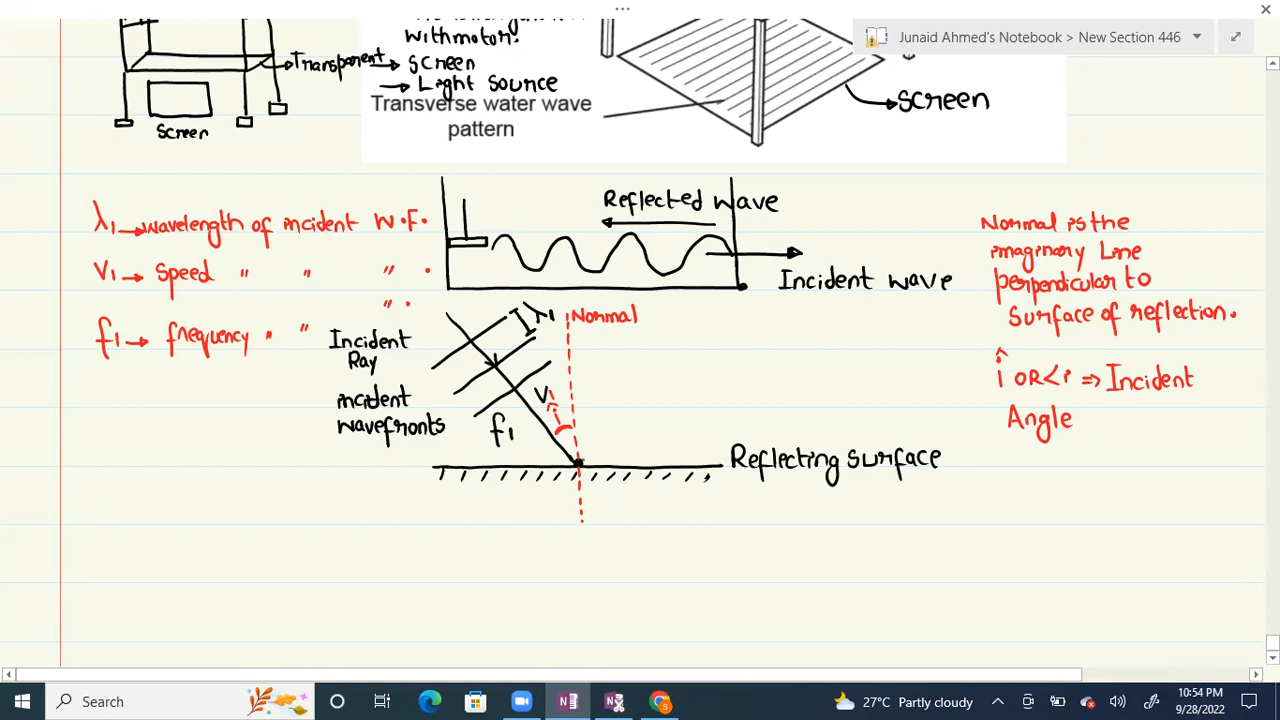 Junaid Ahmed's Notebook > New Section 446
with motor.
Transparent → screen
→ Light source
Transverse water wave
pattern
Screen
Screen
Reflected wave
Incident wave
λ1 → wavelength of incident W.F.
V1 → Speed " " " .
f1 → frequency " " " .
Incident
Ray
incident
wavefronts
λ1
V1
f1
Normal
Reflecting surface
Normal is the
imaginary Line
perpendicular to
surface of reflection.
î OR <i ⇒ Incident
Angle
Search
27°C Partly cloudy
10:54 PM
9/28/2022